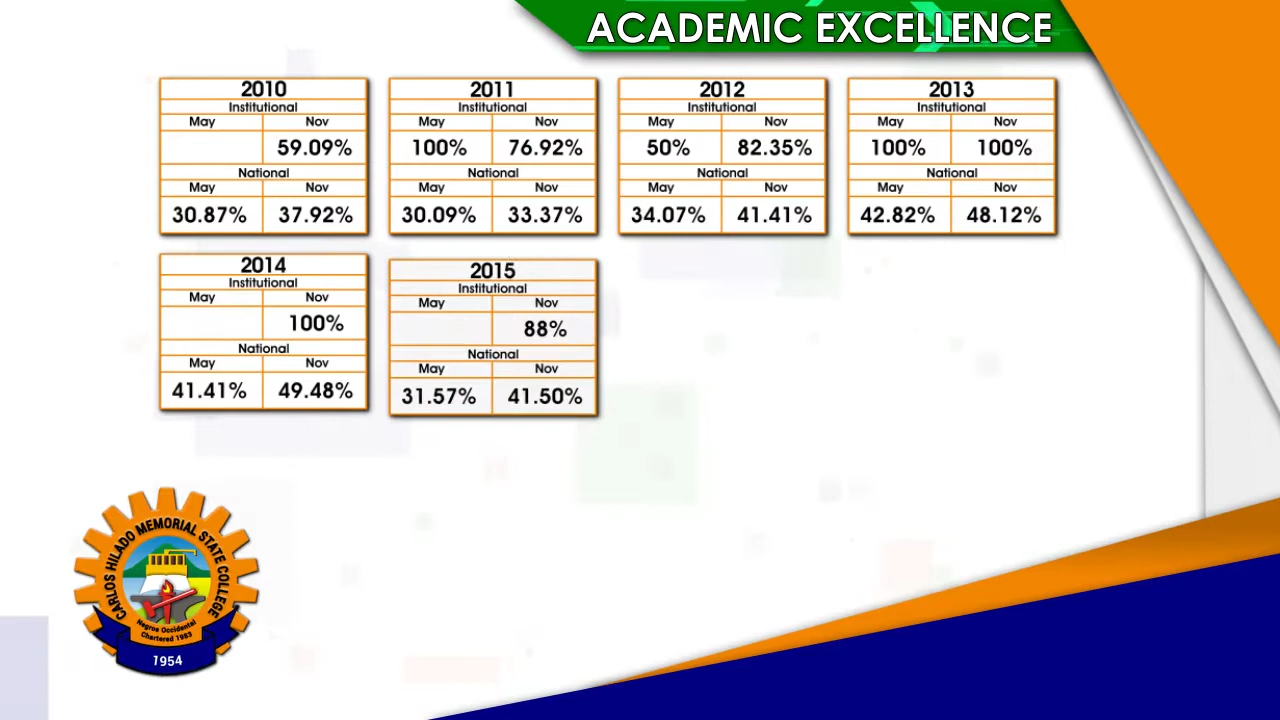 ACADEMIC EXCELLENCE
2010
Institutional
May Nov
59.09%
National
May Nov
30.87% 37.92%
2011
Institutional
May Nov
100% 76.92%
National
May Nov
30.09% 33.37%
2012
Institutional
May Nov
50% 82.35%
National
May Nov
34.07% 41.41%
2013
Institutional
May Nov
100% 100%
National
May Nov
42.82% 48.12%
2014
Institutional
May Nov
100%
National
May Nov
41.41% 49.48%
2015
Institutional
May Nov
88%
National
May Nov
31.57% 41.50%
CARLOS HILADO MEMORIAL STATE COLLEGE
Negros Occidental
Chartered 1983
1954